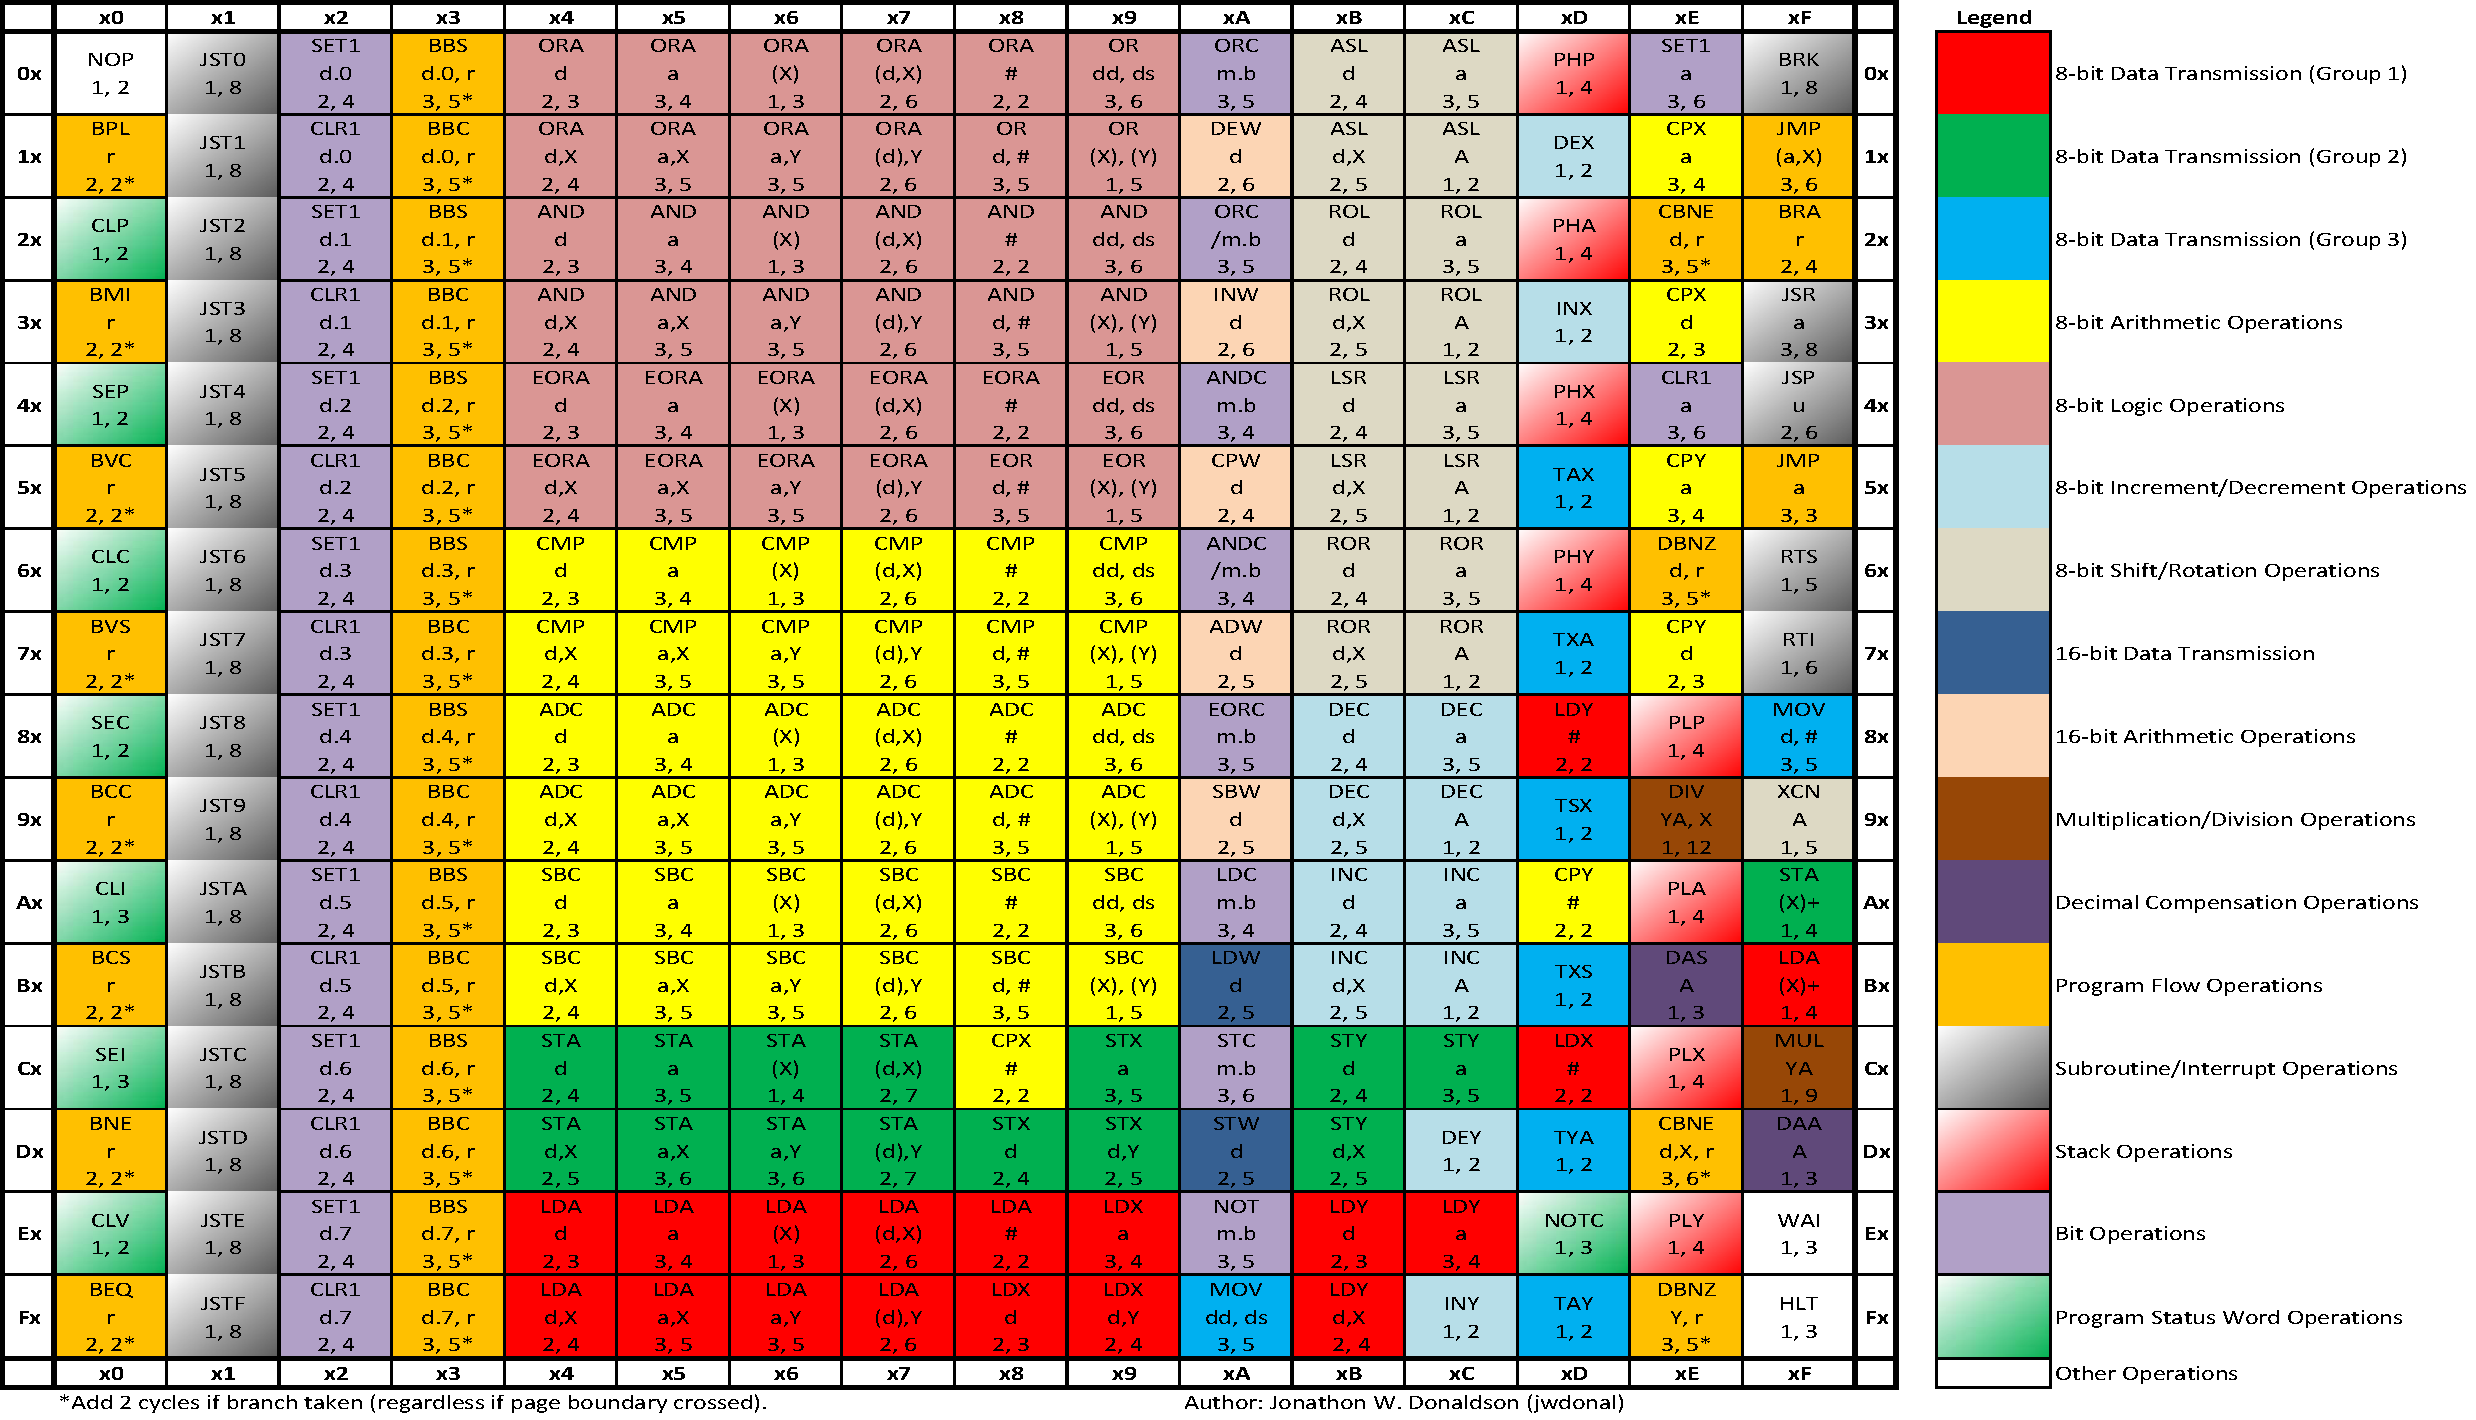 x0 x1 x2 x3 x4 x5 x6 x7 x8 x9 xA xB xC xD xE xF Legend
SET1 BBS ORA ORA ORA ORA ORA OR ORC ASL ASL SET1
0x NOP JST0 d.0 d.0, r d a (X) (d,X) # dd, ds m.b d a PHP a BRK 0x 8-bit Data Transmission (Group 1)
1, 2 1, 8 2, 4 3, 5* 2, 3 3, 4 1, 3 2, 6 2, 2 3, 6 3, 5 2, 4 3, 5 1, 4 3, 6 1, 8
BPL CLR1 BBC ORA ORA ORA ORA OR OR DEW ASL ASL CPX JMP
1x r JST1 d.0 d.0, r d,X a,X a,Y (d),Y d, # (X), (Y) d d,X A DEX a (a,X) 1x 8-bit Data Transmission (Group 2)
2, 2* 1, 8 2, 4 3, 5* 2, 4 3, 5 3, 5 2, 6 3, 5 1, 5 2, 6 2, 5 1, 2 1, 2 3, 4 3, 6
SET1 BBS AND AND AND AND AND AND ORC ROL ROL CBNE BRA
2x CLP JST2 d.1 d.1, r d a (X) (d,X) # dd, ds /m.b d a PHA d, r r 2x 8-bit Data Transmission (Group 3)
1, 2 1, 8 2, 4 3, 5* 2, 3 3, 4 1, 3 2, 6 2, 2 3, 6 3, 5 2, 4 3, 5 1, 4 3, 5* 2, 4
BMI CLR1 BBC AND AND AND AND AND AND INW ROL ROL CPX JSR
3x r JST3 d.1 d.1, r d,X a,X a,Y (d),Y d, # (X), (Y) d d,X A INX d a 3x 8-bit Arithmetic Operations
2, 2* 1, 8 2, 4 3, 5* 2, 4 3, 5 3, 5 2, 6 3, 5 1, 5 2, 6 2, 5 1, 2 1, 2 2, 3 3, 8
SET1 BBS EORA EORA EORA EORA EORA EOR ANDC LSR LSR CLR1 JSP
4x SEP JST4 d.2 d.2, r d a (X) (d,X) # dd, ds m.b d a PHX a u 4x 8-bit Logic Operations
1, 2 1, 8 2, 4 3, 5* 2, 3 3, 4 1, 3 2, 6 2, 2 3, 6 3, 4 2, 4 3, 5 1, 4 3, 6 2, 6
BVC CLR1 BBC EORA EORA EORA EORA EOR EOR CPW LSR LSR CPY JMP
5x r JST5 d.2 d.2, r d,X a,X a,Y (d),Y d, # (X), (Y) d d,X A TAX a a 5x 8-bit Increment/Decrement Operations
2, 2* 1, 8 2, 4 3, 5* 2, 4 3, 5 3, 5 2, 6 3, 5 1, 5 2, 4 2, 5 1, 2 1, 2 3, 4 3, 3
SET1 BBS CMP CMP CMP CMP CMP CMP ANDC ROR ROR DBNZ
6x CLC JST6 d.3 d.3, r d a (X) (d,X) # dd, ds /m.b d a PHY d, r RTS 6x 8-bit Shift/Rotation Operations
1, 2 1, 8 2, 4 3, 5* 2, 3 3, 4 1, 3 2, 6 2, 2 3, 6 3, 4 2, 4 3, 5 1, 4 3, 5* 1, 5
BVS CLR1 BBC CMP CMP CMP CMP CMP CMP ADW ROR ROR CPY
7x r JST7 d.3 d.3, r d,X a,X a,Y (d),Y d, # (X), (Y) d d,X A TXA d RTI 7x 16-bit Data Transmission
2, 2* 1, 8 2, 4 3, 5* 2, 4 3, 5 3, 5 2, 6 3, 5 1, 5 2, 5 2, 5 1, 2 1, 2 2, 3 1, 6
SET1 BBS ADC ADC ADC ADC ADC ADC EORC DEC DEC LDY MOV
8x SEC JST8 d.4 d.4, r d a (X) (d,X) # dd, ds m.b d a # PLP d, # 8x 16-bit Arithmetic Operations
1, 2 1, 8 2, 4 3, 5* 2, 3 3, 4 1, 3 2, 6 2, 2 3, 6 3, 5 2, 4 3, 5 2, 2 1, 4 3, 5
BCC CLR1 BBC ADC ADC ADC ADC ADC ADC SBW DEC DEC DIV XCN
9x r JST9 d.4 d.4, r d,X a,X a,Y (d),Y d, # (X), (Y) d d,X A TSX YA, X A 9x Multiplication/Division Operations
2, 2* 1, 8 2, 4 3, 5* 2, 4 3, 5 3, 5 2, 6 3, 5 1, 5 2, 5 2, 5 1, 2 1, 2 1, 12 1, 5
SET1 BBS SBC SBC SBC SBC SBC SBC LDC INC INC CPY STA
Ax CLI JSTA d.5 d.5, r d a (X) (d,X) # dd, ds m.b d a # PLA (X)+ Ax Decimal Compensation Operations
1, 3 1, 8 2, 4 3, 5* 2, 3 3, 4 1, 3 2, 6 2, 2 3, 6 3, 4 2, 4 3, 5 2, 2 1, 4 1, 4
BCS CLR1 BBC SBC SBC SBC SBC SBC SBC LDW INC INC DAS LDA
Bx r JSTB d.5 d.5, r d,X a,X a,Y (d),Y d, # (X), (Y) d d,X A TXS A (X)+ Bx Program Flow Operations
2, 2* 1, 8 2, 4 3, 5* 2, 4 3, 5 3, 5 2, 6 3, 5 1, 5 2, 5 2, 5 1, 2 1, 2 1, 3 1, 4
SET1 BBS STA STA STA STA CPX STX STC STY STY LDX MUL
Cx SEI JSTC d.6 d.6, r d a (X) (d,X) # a m.b d a # PLX YA Cx Subroutine/Interrupt Operations
1, 3 1, 8 2, 4 3, 5* 2, 4 3, 5 1, 4 2, 7 2, 2 3, 5 3, 6 2, 4 3, 5 2, 2 1, 4 1, 9
BNE CLR1 BBC STA STA STA STA STX STX STW STY CBNE DAA
Dx r JSTD d.6 d.6, r d,X a,X a,Y (d),Y d d,Y d d,X DEY TYA d,X, r A Dx Stack Operations
2, 2* 1, 8 2, 4 3, 5* 2, 5 3, 6 3, 6 2, 7 2, 4 2, 5 2, 5 2, 5 1, 2 1, 2 3, 6* 1, 3
SET1 BBS LDA LDA LDA LDA LDA LDX NOT LDY LDY
Ex CLV JSTE d.7 d.7, r d a (X) (d,X) # a m.b d a NOTC PLY WAI Ex Bit Operations
1, 2 1, 8 2, 4 3, 5* 2, 3 3, 4 1, 3 2, 6 2, 2 3, 4 3, 5 2, 3 3, 4 1, 3 1, 4 1, 3
BEQ CLR1 BBC LDA LDA LDA LDA LDX LDX MOV LDY DBNZ
Fx r JSTF d.7 d.7, r d,X a,X a,Y (d),Y d d,Y dd, ds d,X INY TAY Y, r HLT Fx Program Status Word Operations
2, 2* 1, 8 2, 4 3, 5* 2, 4 3, 5 3, 5 2, 6 2, 3 2, 4 3, 5 2, 4 1, 2 1, 2 3, 5* 1, 3
x0 x1 x2 x3 x4 x5 x6 x7 x8 x9 xA xB xC xD xE xF Other Operations
*Add 2 cycles if branch taken (regardless if page boundary crossed). Author: Jonathon W. Donaldson (jwdonal)